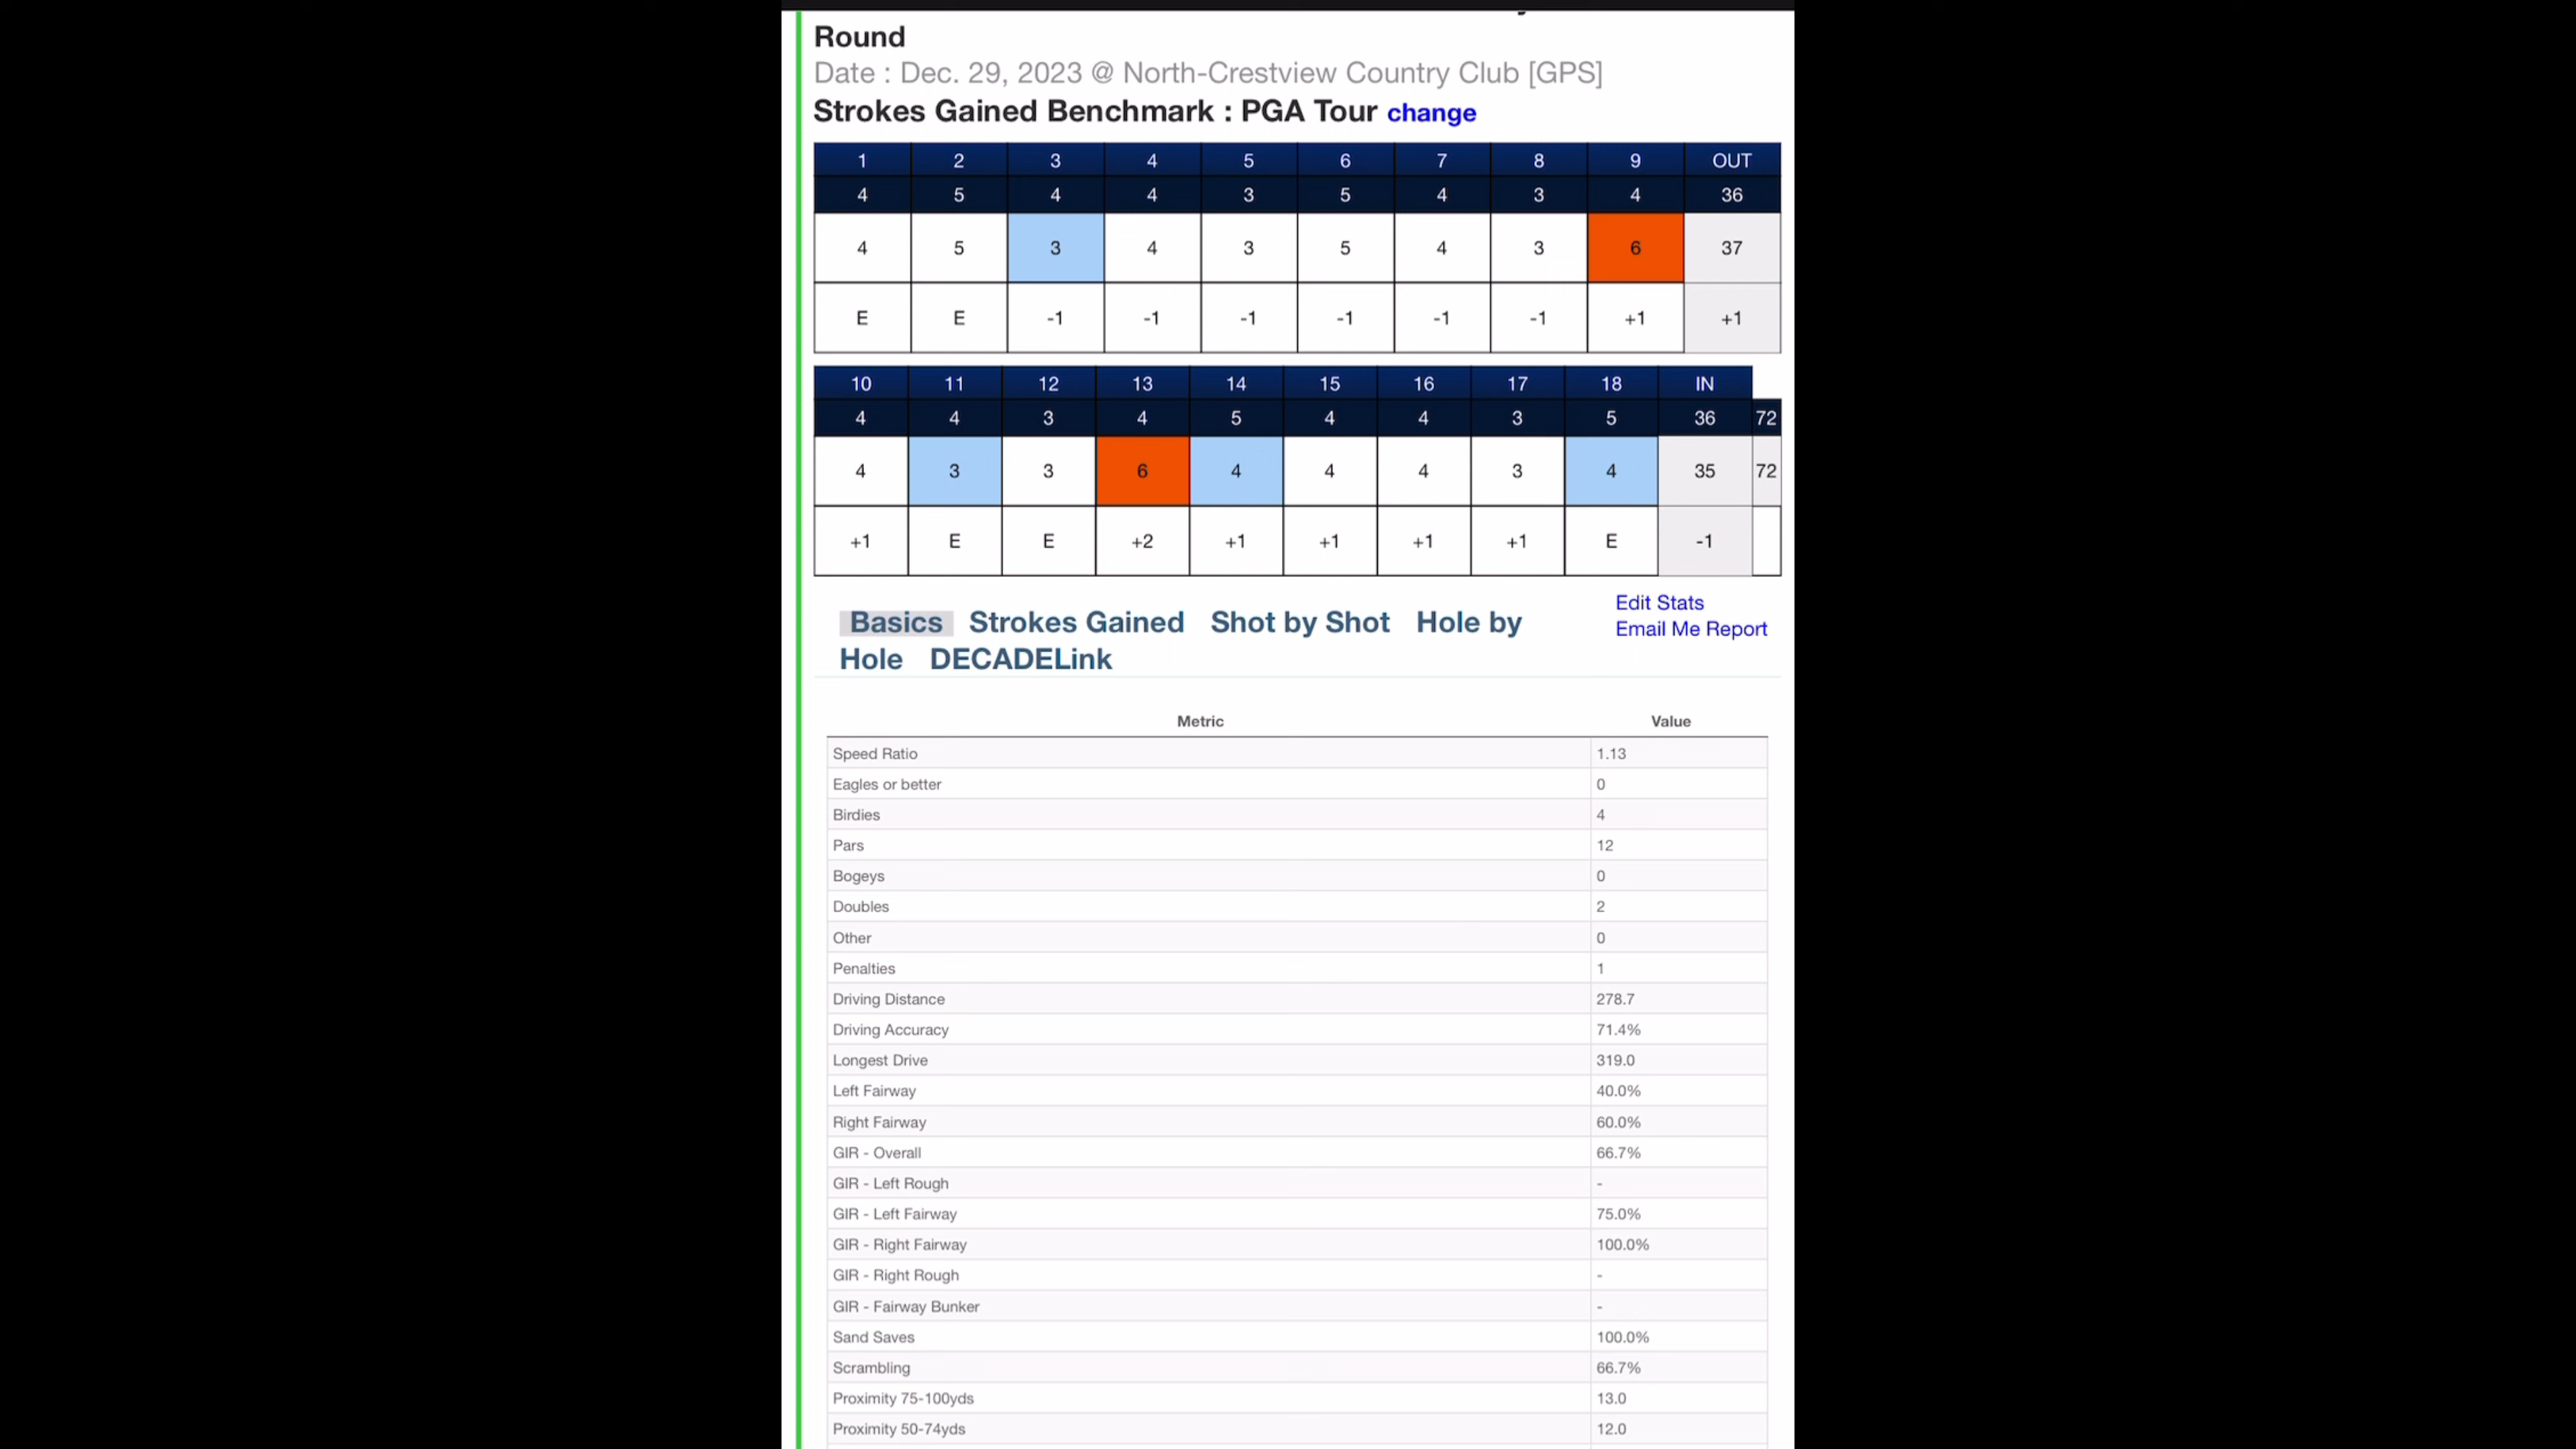 Round
Date : Dec. 29, 2023 @ North-Crestview Country Club [GPS]
Strokes Gained Benchmark : PGA Tour change
1 2 3 4 5 6 7 8 9 OUT
4 5 4 4 3 5 4 3 4 36
4 5 3 4 3 5 4 3 6 37
E E -1 -1 -1 -1 -1 -1 +1 +1
10 11 12 13 14 15 16 17 18 IN
4 4 3 4 5 4 4 3 5 36 72
4 3 3 6 4 4 4 3 4 35 72
+1 E E +2 +1 +1 +1 +1 E -1
Basics Strokes Gained Shot by Shot Hole by
Hole DECADELink
Edit Stats
Email Me Report
Metric Value
Speed Ratio 1.13
Eagles or better 0
Birdies 4
Pars 12
Bogeys 0
Doubles 2
Other 0
Penalties 1
Driving Distance 278.7
Driving Accuracy 71.4%
Longest Drive 319.0
Left Fairway 40.0%
Right Fairway 60.0%
GIR - Overall 66.7%
GIR - Left Rough -
GIR - Left Fairway 75.0%
GIR - Right Fairway 100.0%
GIR - Right Rough -
GIR - Fairway Bunker -
Sand Saves 100.0%
Scrambling 66.7%
Proximity 75-100yds 13.0
Proximity 50-74yds 12.0